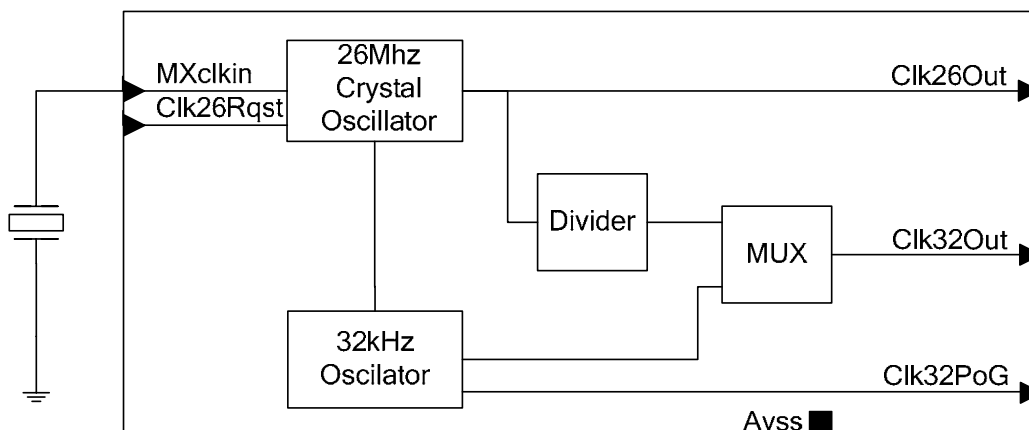 MXclkin
Clk26Rqst
26Mhz
Crystal
Oscillator
Clk26Out
Divider
MUX
Clk32Out
32kHz
Oscilator
Clk32PoG
Avss